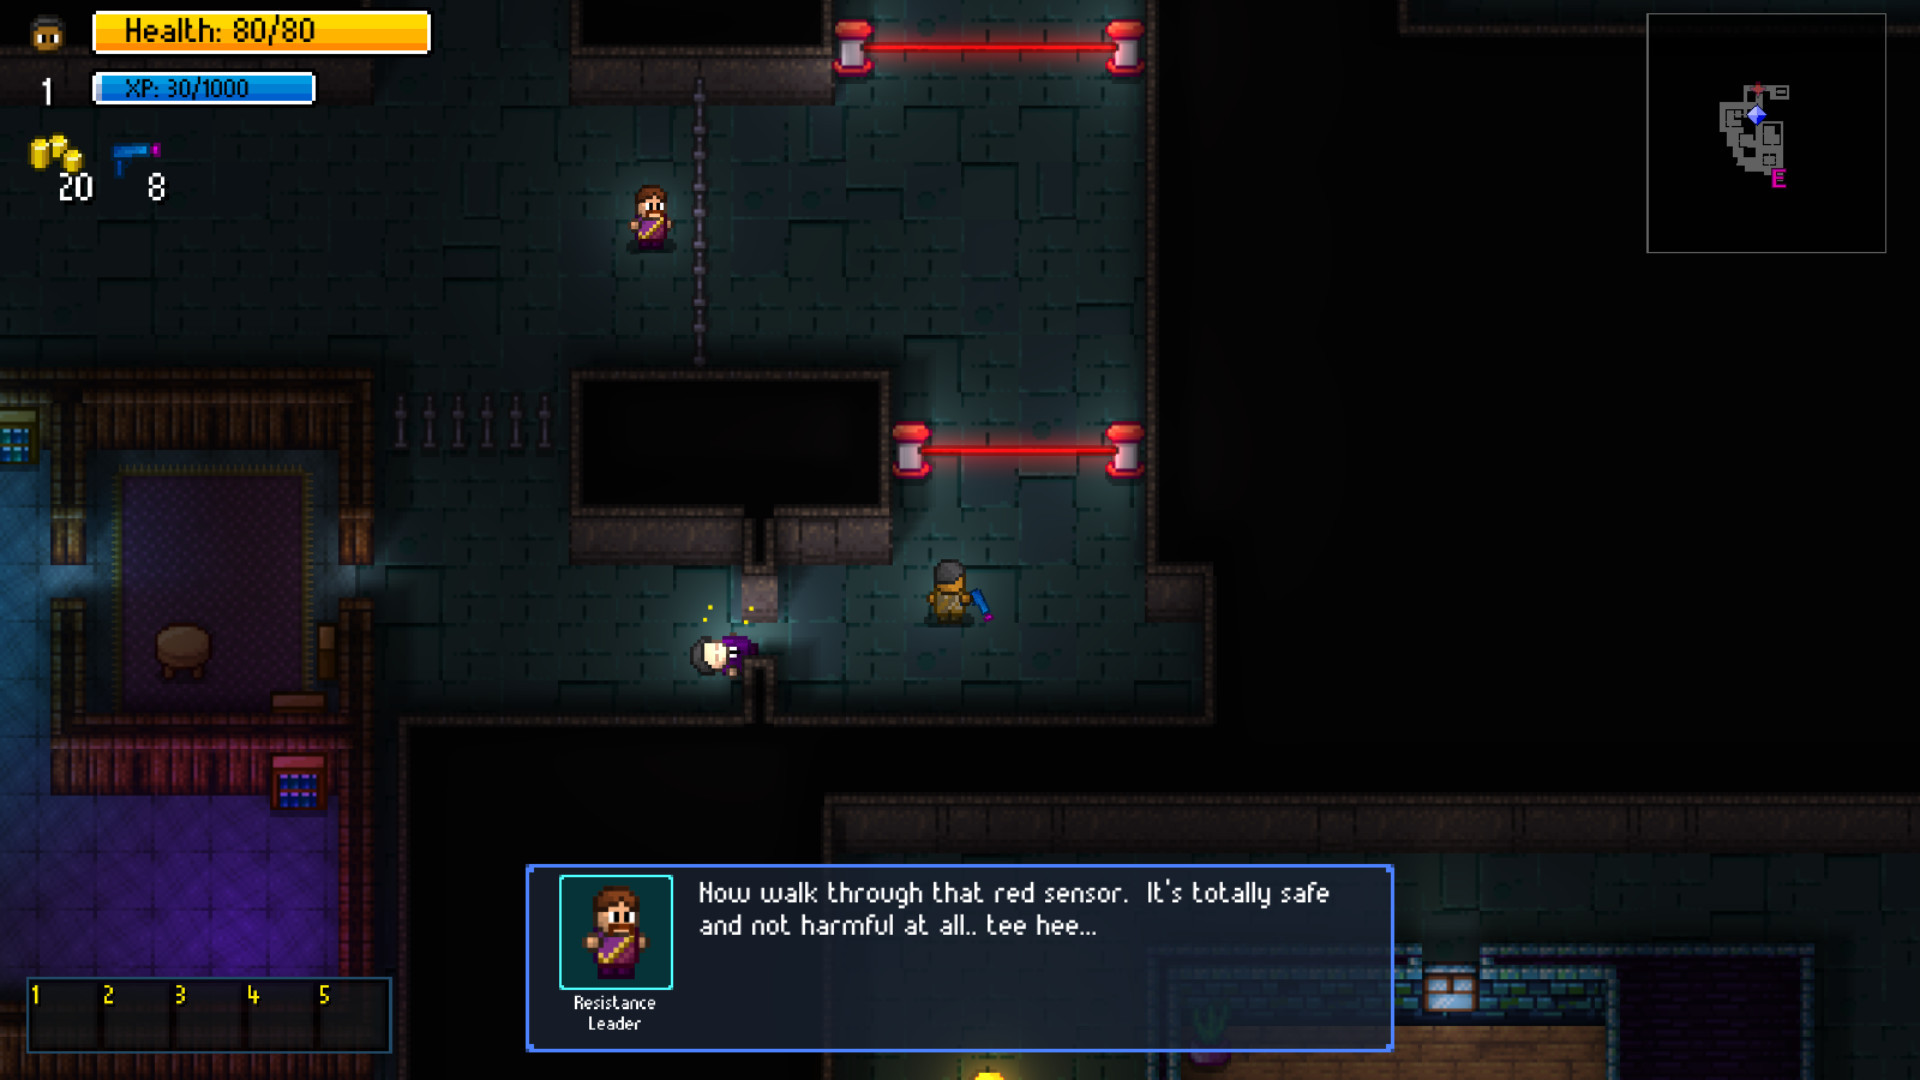 Health: 80/80
1
XP: 30/1000
20
8
E
Now walk through that red sensor. It's totally safe
and not harmful at all.. tee hee...
Resistance
Leader
1 2 3 4 5